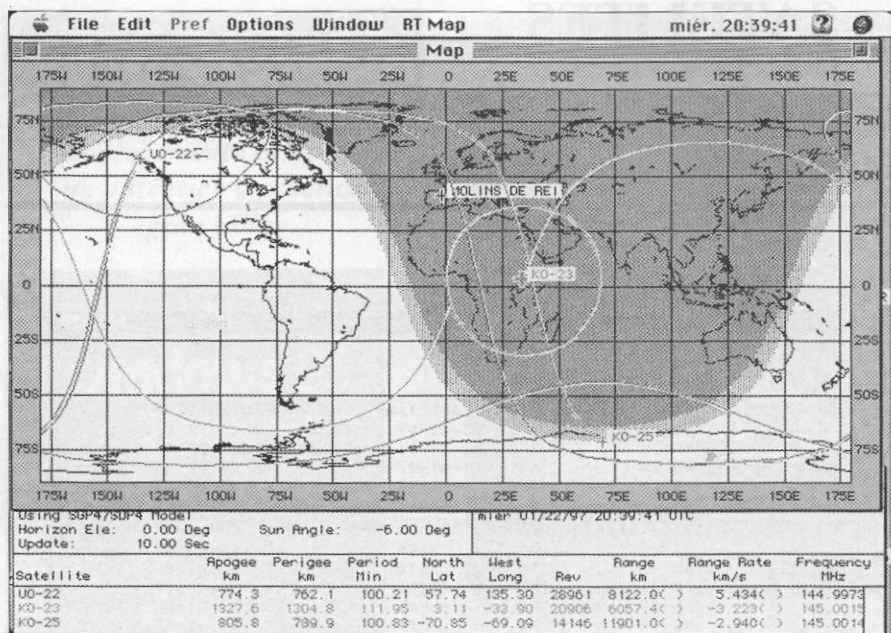 File Edit Pref Options Window RT Map miér. 20:39:41
Map
175W 150W 125W 100W 75W 50W 25W 0 25E 50E 75E 100E 125E 150E 175E
75N 75N
UO-22
50N 50N
MOLINS DE REI
25N 25N
KO-23
0 0
25S 25S
50S 50S
KO-25
75S 75S
175W 150W 125W 100W 75W 50W 25W 0 25E 50E 75E 100E 125E 150E 175E
Using SGP4/SDP4 Model miér 01/22/97 20:39:41 UTC
Horizon Ele: 0.00 Deg Sun Angle: -6.00 Deg
Update: 10.00 Sec
Apogee Perigee Period North West Range Range Rate Frequency
Satellite km km Min Lat Long Rev km km/s MHz
UO-22 774.3 762.1 100.21 57.74 135.30 28961 8122.0( ) 5.434( ) 144.9973
KO-23 1327.6 1304.8 111.95 3.11 -33.90 20906 6057.4( ) -3.223( ) 145.0015
KO-25 805.8 789.9 100.83 -70.85 -69.09 14146 11901.0( ) -2.940( ) 145.0014